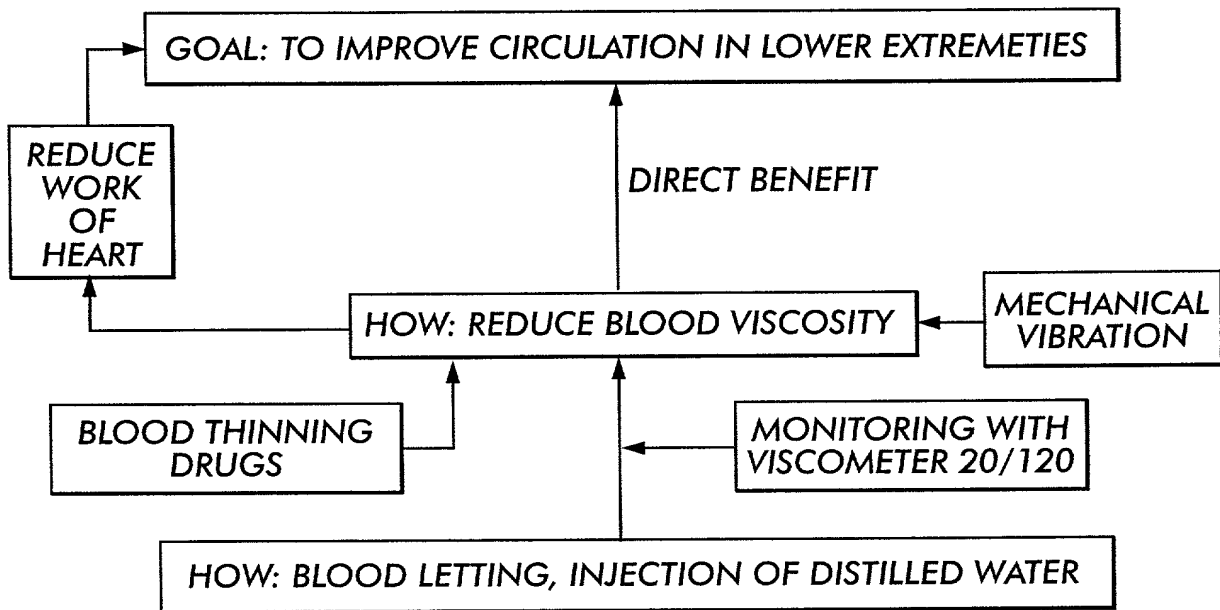 GOAL: TO IMPROVE CIRCULATION IN LOWER EXTREMETIES
REDUCE
WORK
OF
HEART
DIRECT BENEFIT
HOW: REDUCE BLOOD VISCOSITY
MECHANICAL
VIBRATION
BLOOD THINNING
DRUGS
MONITORING WITH
VISCOMETER 20/120
HOW: BLOOD LETTING, INJECTION OF DISTILLED WATER